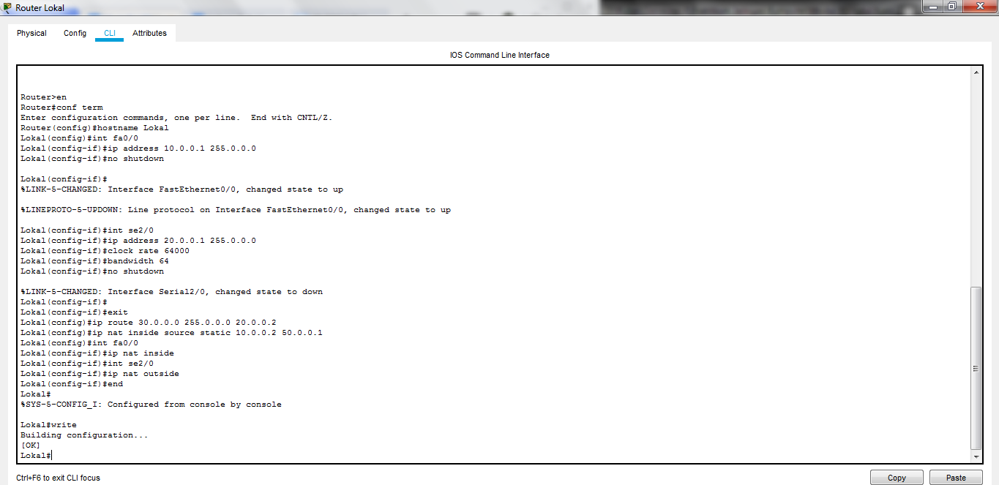 Router Lokal
Physical Config CLI Attributes
IOS Command Line Interface
Router>en
Router#conf term
Enter configuration commands, one per line.  End with CNTL/Z.
Router(config)#hostname Lokal
Lokal(config)#int fa0/0
Lokal(config-if)#ip address 10.0.0.1 255.0.0.0
Lokal(config-if)#no shutdown
Lokal(config-if)#
%LINK-5-CHANGED: Interface FastEthernet0/0, changed state to up
%LINEPROTO-5-UPDOWN: Line protocol on Interface FastEthernet0/0, changed state to up
Lokal(config-if)#int se2/0
Lokal(config-if)#ip address 20.0.0.1 255.0.0.0
Lokal(config-if)#clock rate 64000
Lokal(config-if)#bandwidth 64
Lokal(config-if)#no shutdown
%LINK-5-CHANGED: Interface Serial2/0, changed state to down
Lokal(config-if)#
Lokal(config-if)#exit
Lokal(config)#ip route 30.0.0.0 255.0.0.0 20.0.0.2
Lokal(config)#ip nat inside source static 10.0.0.2 50.0.0.1
Lokal(config)#int fa0/0
Lokal(config-if)#ip nat inside
Lokal(config-if)#int se2/0
Lokal(config-if)#ip nat outside
Lokal(config-if)#end
Lokal#
%SYS-5-CONFIG_I: Configured from console by console
Lokal#write
Building configuration...
[OK]
Lokal#
Ctrl+F6 to exit CLI focus
Copy Paste